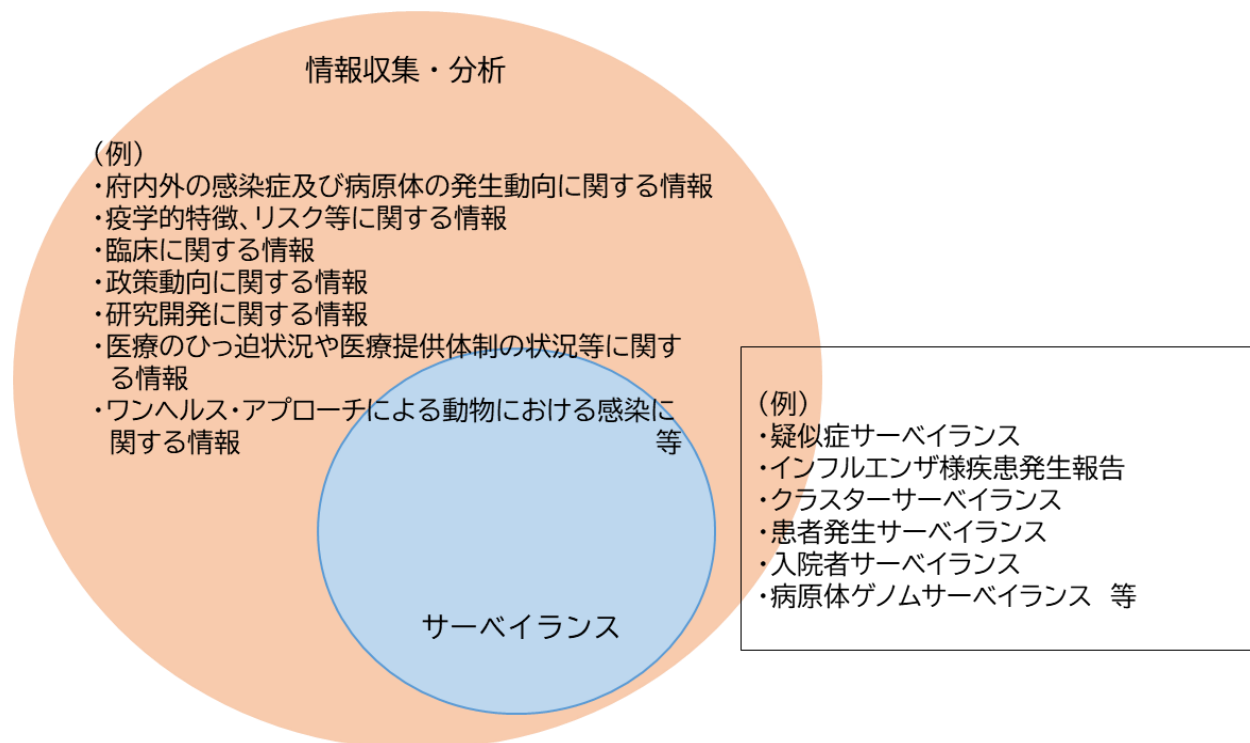 情報収集・分析
（例）
・府内外の感染症及び病原体の発生動向に関する情報
・疫学的特徴、リスク等に関する情報
・臨床に関する情報
・政策動向に関する情報
・研究開発に関する情報
・医療のひっ迫状況や医療提供体制の状況等に関す
る情報
・ワンヘルス・アプローチによる動物における感染に
関する情報　等
サーベイランス
（例）
・疑似症サーベイランス
・インフルエンザ様疾患発生報告
・クラスターサーベイランス
・患者発生サーベイランス
・入院者サーベイランス
・病原体ゲノムサーベイランス　等